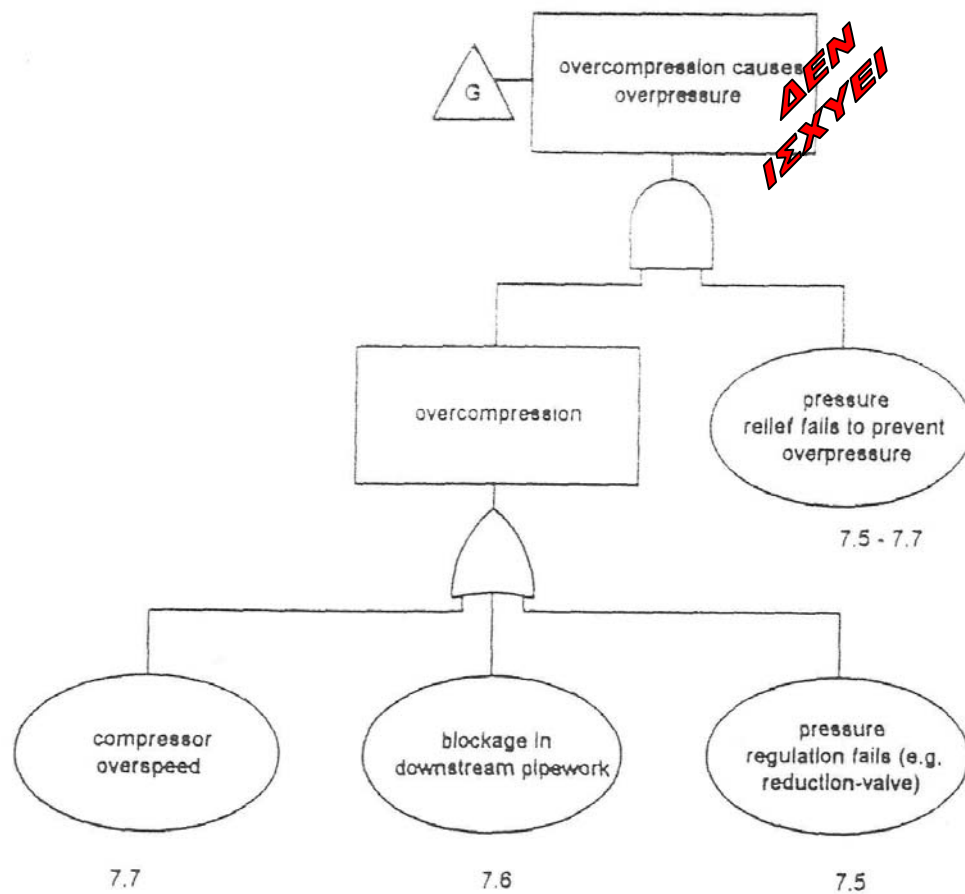 overcompression causes
overpressure
ΔΕΝ
ΙΣΧΥΕΙ
G
overcompression
pressure
relief fails to prevent
overpressure
7.5 - 7.7
compressor
overspeed
blockage in
downstream pipework
pressure
regulation fails (e.g.
reduction-valve)
7.7
7.6
7.5